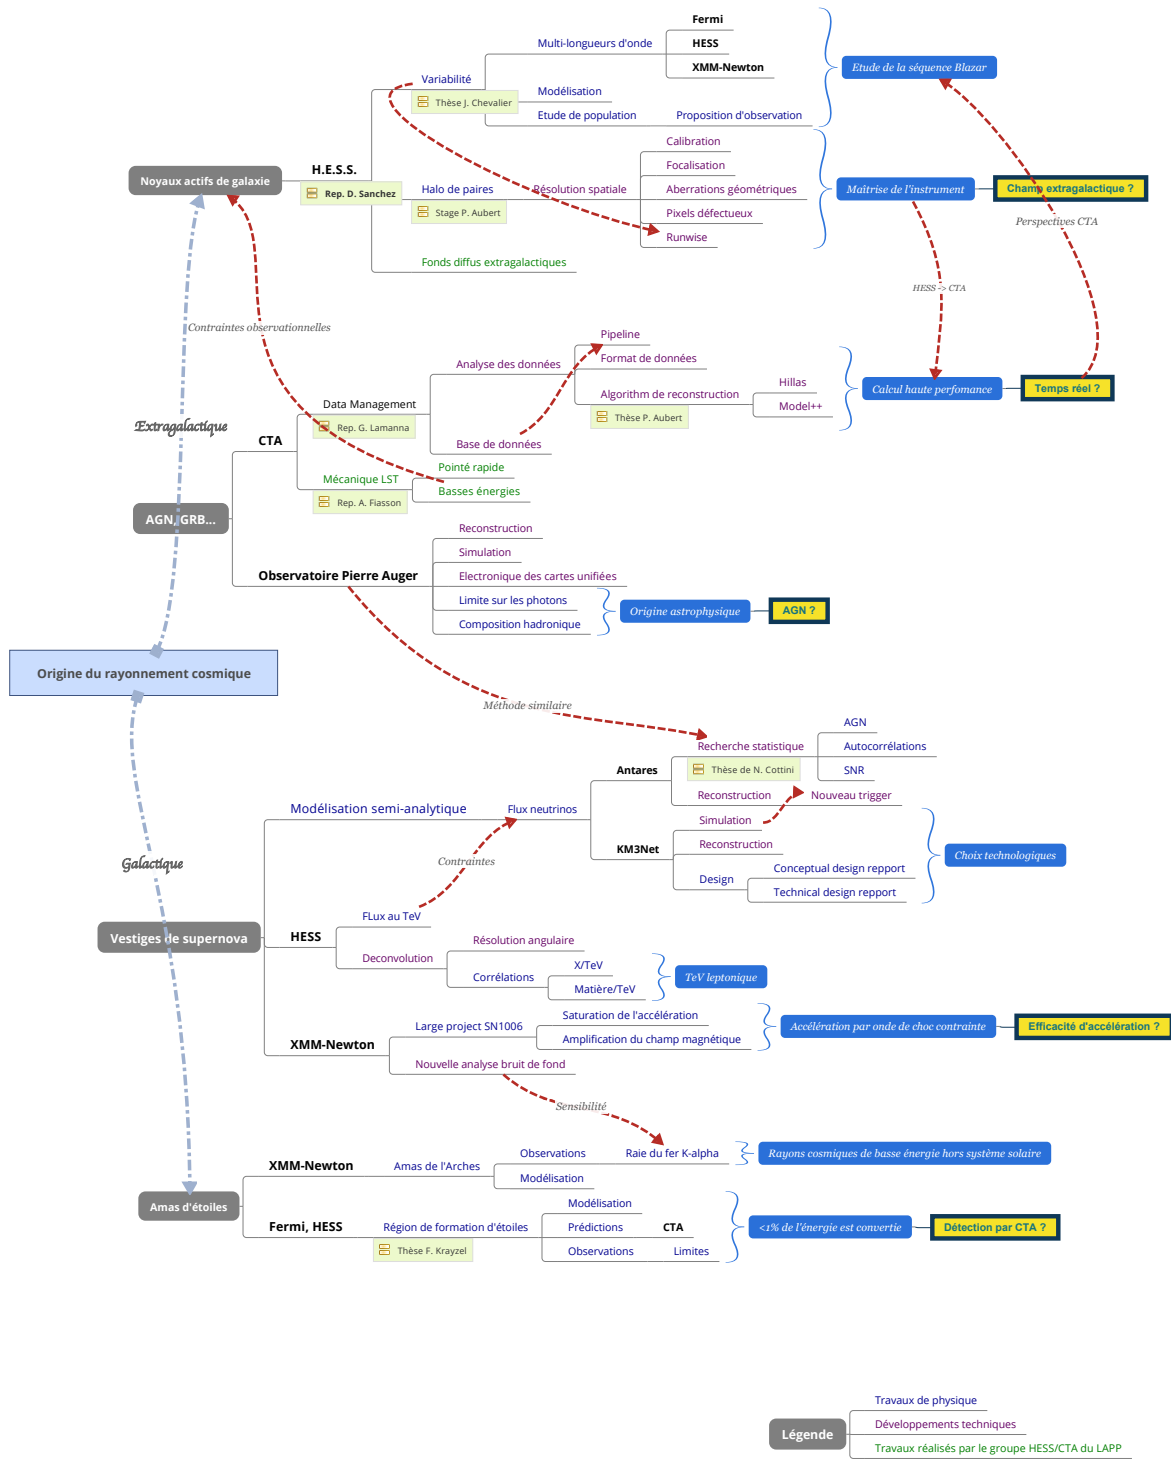 Fermi
Multi-longueurs d'onde
HESS
XMM-Newton
Etude de la séquence Blazar
Variabilité
Thèse J. Chevalier
Modélisation
Etude de population
Proposition d'observation
Noyaux actifs de galaxie
H.E.S.S.
Rep. D. Sanchez
Halo de paires
Stage P. Aubert
Résolution spatiale
Calibration
Focalisation
Aberrations géométriques
Pixels défectueux
Runwise
Maîtrise de l'instrument
Champ extragalactique ?
Perspectives CTA
Fonds diffus extragalactiques
HESS -> CTA
Contraintes observationnelles
Extragalactique
AGN, GRB...
CTA
Data Management
Rep. G. Lamanna
Analyse des données
Pipeline
Format de données
Algorithm de reconstruction
Thèse P. Aubert
Hillas
Model++
Calcul haute perfomance
Temps réel ?
Base de données
Mécanique LST
Rep. A. Fiasson
Pointé rapide
Basses énergies
Observatoire Pierre Auger
Reconstruction
Simulation
Electronique des cartes unifiées
Limite sur les photons
Composition hadronique
Origine astrophysique
AGN ?
Origine du rayonnement cosmique
Méthode similaire
Galactique
Vestiges de supernova
Modélisation semi-analytique
Flux neutrinos
Antares
Recherche statistique
Thèse de N. Cottini
AGN
Autocorrélations
SNR
Reconstruction
Nouveau trigger
KM3Net
Simulation
Reconstruction
Design
Conceptual design repport
Technical design repport
Choix technologiques
Contraintes
HESS
FLux au TeV
Deconvolution
Résolution angulaire
Corrélations
X/TeV
Matière/TeV
TeV leptonique
XMM-Newton
Large project SN1006
Saturation de l'accélération
Amplification du champ magnétique
Accélération par onde de choc contrainte
Efficacité d'accélération ?
Nouvelle analyse bruit de fond
Sensibilité
Amas d'étoiles
XMM-Newton
Amas de l'Arches
Observations
Raie du fer K-alpha
Rayons cosmiques de basse énergie hors système solaire
Modélisation
Fermi, HESS
Région de formation d'étoiles
Thèse F. Krayzel
Modélisation
Prédictions
CTA
Observations
Limites
<1% de l'énergie est convertie
Détection par CTA ?
Légende
Travaux de physique
Développements techniques
Travaux réalisés par le groupe HESS/CTA du LAPP